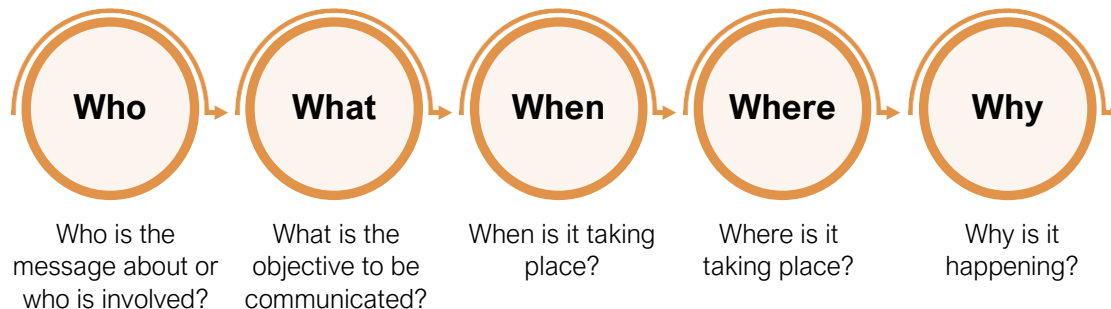 Who
What
When
Where
Why
Who is the
message about or
who is involved?
What is the
objective to be
communicated?
When is it taking
place?
Where is it
taking place?
Why is it
happening?